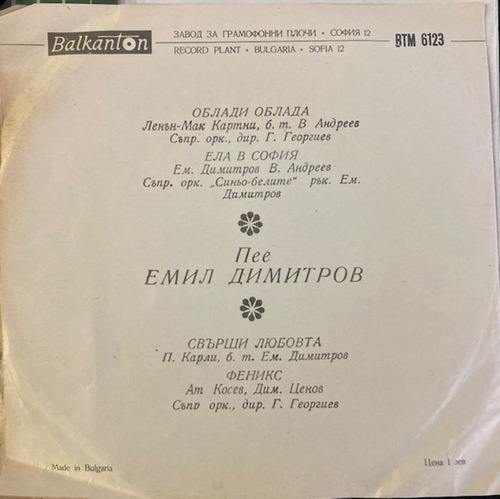 Balkanton
ЗАВОД ЗА ГРАМОФОННИ ПЛОЧИ • СОФИЯ 12
RECORD PLANT • BULGARIA • SOFIA 12
ВТМ 6123
ОБЛАДИ ОБЛАДА
Ленън-Мак Картни, б. т. В Андреев
Съпр. орк., дир. Г. Георгиев
ЕЛА В СОФИЯ
Ем. Димитров В. Андреев
Съпр. орк. „Синьо-белите" рък. Ем.
Димитров
Пее
ЕМИЛ ДИМИТРОВ
СВЪРШИ ЛЮБОВТА
П. Карли, б. т. Ем. Димитров
ФЕНИКС
Ат Косев, Дим. Ценов
Съпр орк., дир. Г. Георгиев
Made in Bulgaria
Цена 1 лев